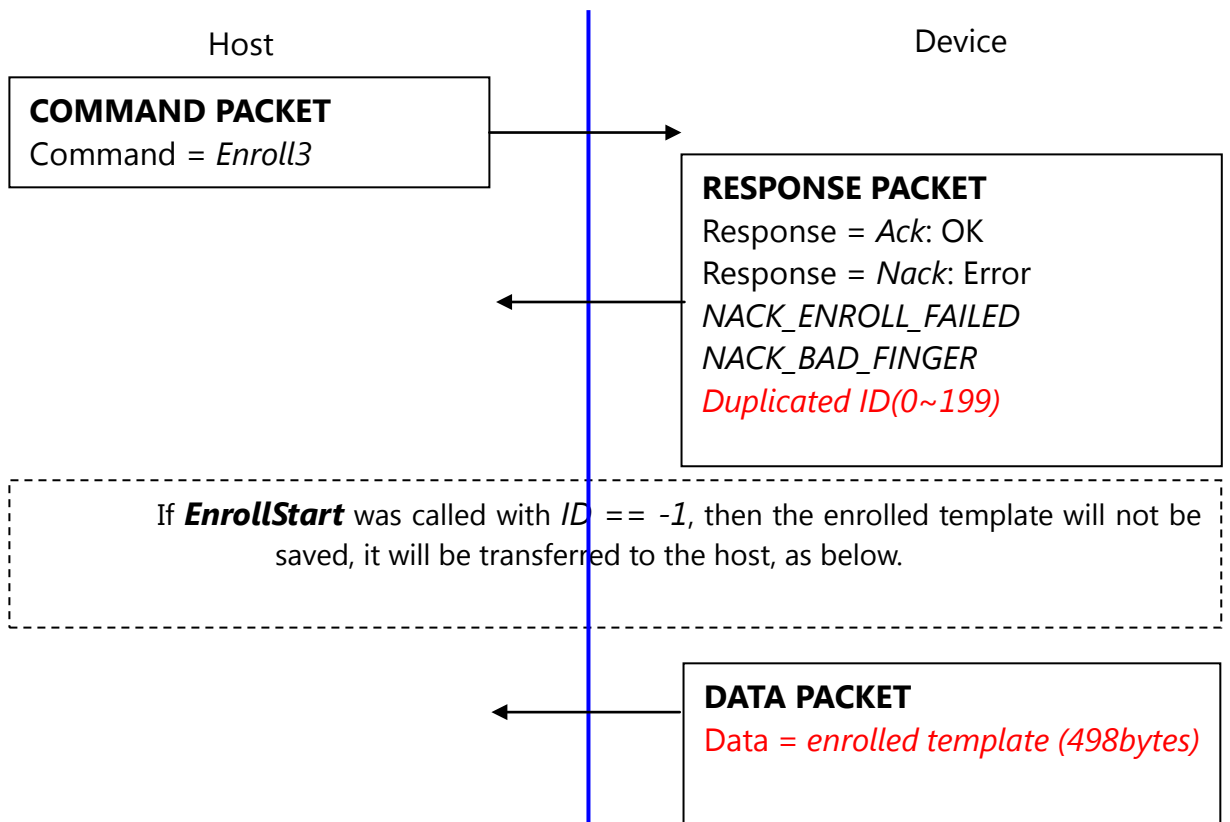 Host
Device
COMMAND PACKET
Command = Enroll3
RESPONSE PACKET
Response = Ack: OK
Response = Nack: Error
NACK_ENROLL_FAILED
NACK_BAD_FINGER
Duplicated ID(0~199)
If EnrollStart was called with ID == -1, then the enrolled template will not be
saved, it will be transferred to the host, as below.
DATA PACKET
Data = enrolled template (498bytes)